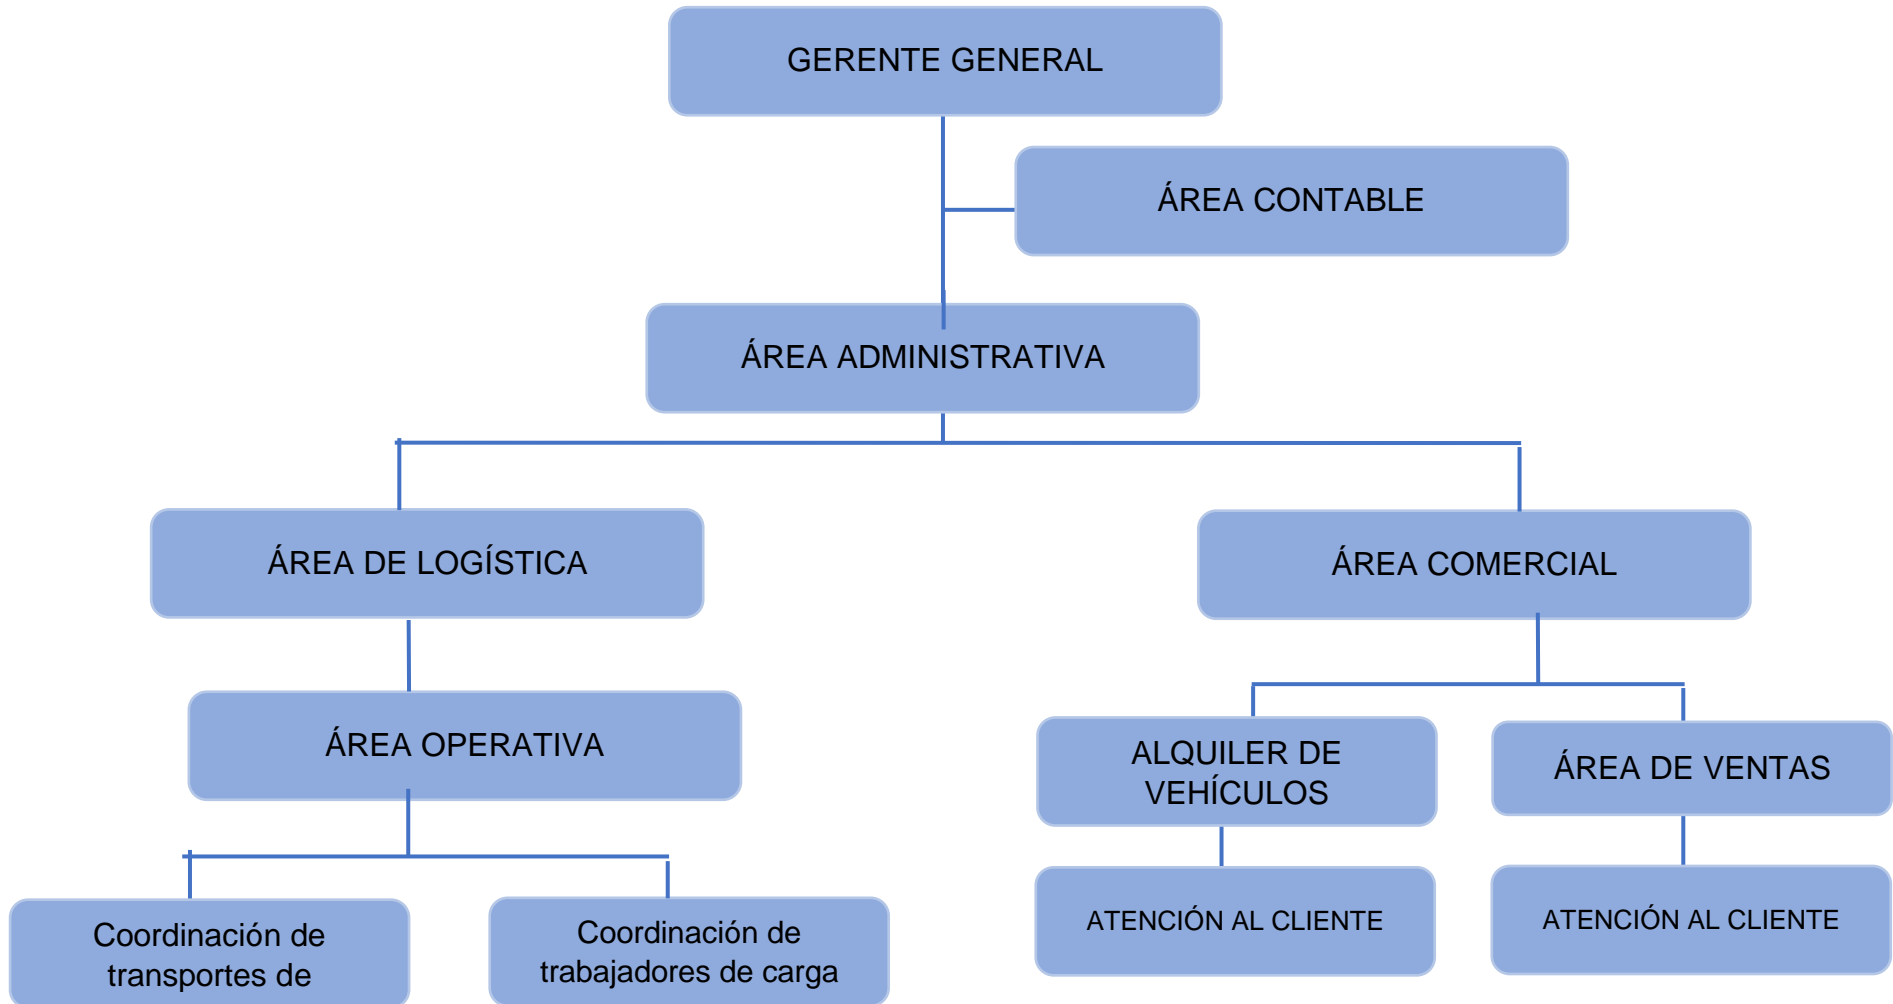 GERENTE GENERAL
ÁREA CONTABLE
ÁREA ADMINISTRATIVA
ÁREA DE LOGÍSTICA
ÁREA COMERCIAL
ÁREA OPERATIVA
ALQUILER DE
VEHÍCULOS
ÁREA DE VENTAS
Coordinación de
transportes de
Coordinación de
trabajadores de carga
ATENCIÓN AL CLIENTE
ATENCIÓN AL CLIENTE